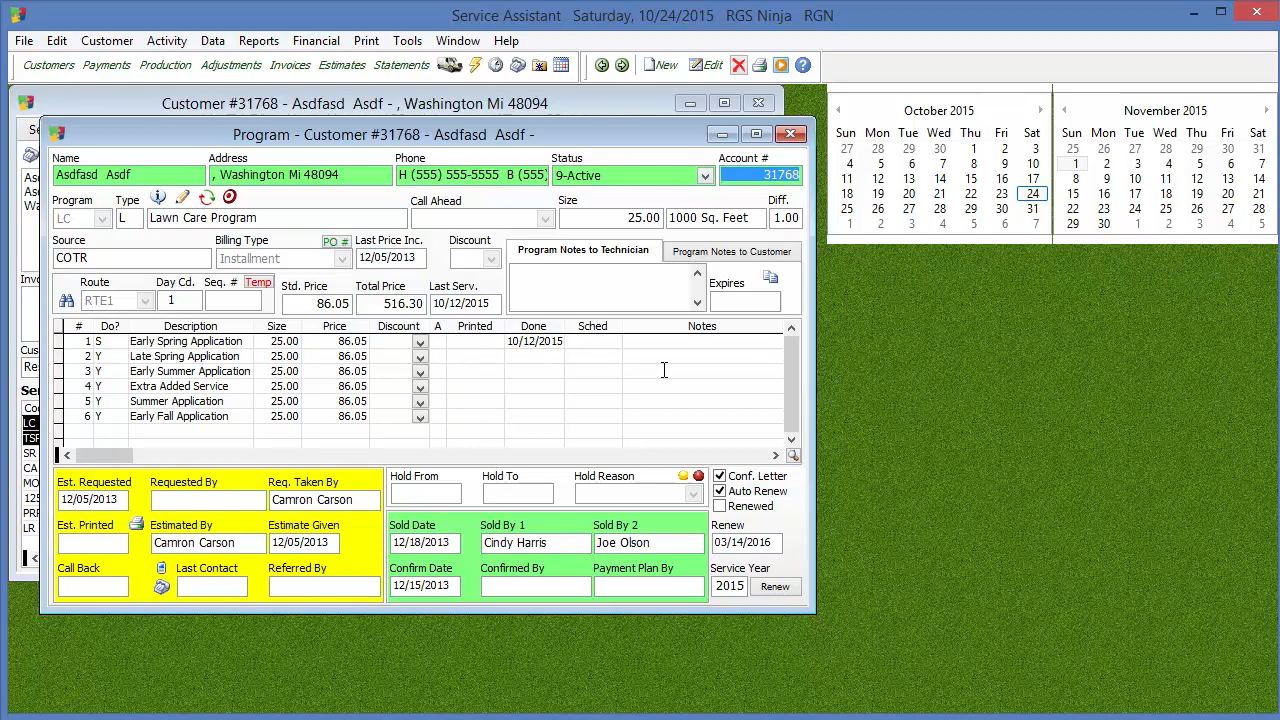 Service Assistant Saturday, 10/24/2015 RGS Ninja RGN
File Edit Customer Activity Data Reports Financial Print Tools Window Help
Customers Payments Production Adjustments Invoices Estimates Statements New Edit
Customer #31768 - Asdfasd Asdf - , Washington Mi 48094
Program - Customer #31768 - Asdfasd Asdf -
Name Address Phone Status Account #
Asdfasd Asdf , Washington Mi 48094 H (555) 555-5555 B (555) 9-Active 31768
Program Type Call Ahead Size Diff.
LC L Lawn Care Program 25.00 1000 Sq. Feet 1.00
Source Billing Type PO # Last Price Inc. Discount Program Notes to Technician Program Notes to Customer
COTR Installment 12/05/2013
Route Day Cd. Seq. # Temp Std. Price Total Price Last Serv. Expires
RTE1 1 86.05 516.30 10/12/2015
# Do? Description Size Price Discount A Printed Done Sched Notes
1 S Early Spring Application 25.00 86.05 10/12/2015
2 Y Late Spring Application 25.00 86.05
3 Y Early Summer Application 25.00 86.05
4 Y Extra Added Service 25.00 86.05
5 Y Summer Application 25.00 86.05
6 Y Early Fall Application 25.00 86.05
Est. Requested Requested By Req. Taken By
12/05/2013 Camron Carson
Est. Printed Estimated By Estimate Given
Camron Carson 12/05/2013
Call Back Last Contact Referred By
Hold From Hold To Hold Reason
Conf. Letter
Auto Renew
Renewed
Sold Date Sold By 1 Sold By 2 Renew
12/18/2013 Cindy Harris Joe Olson 03/14/2016
Confirm Date Confirmed By Payment Plan By Service Year
12/15/2013 2015 Renew
LC
SR
CA
LR
October 2015
Sun Mon Tue Wed Thu Fri Sat
27 28 29 30 1 2 3
4 5 6 7 8 9 10
11 12 13 14 15 16 17
18 19 20 21 22 23 24
25 26 27 28 29 30 31
1 2 3 4 5 6 7
November 2015
Sun Mon Tue Wed Thu Fri Sat
25 26 27 28 29 30 31
1 2 3 4 5 6 7
8 9 10 11 12 13 14
15 16 17 18 19 20 21
22 23 24 25 26 27 28
29 30 1 2 3 4 5